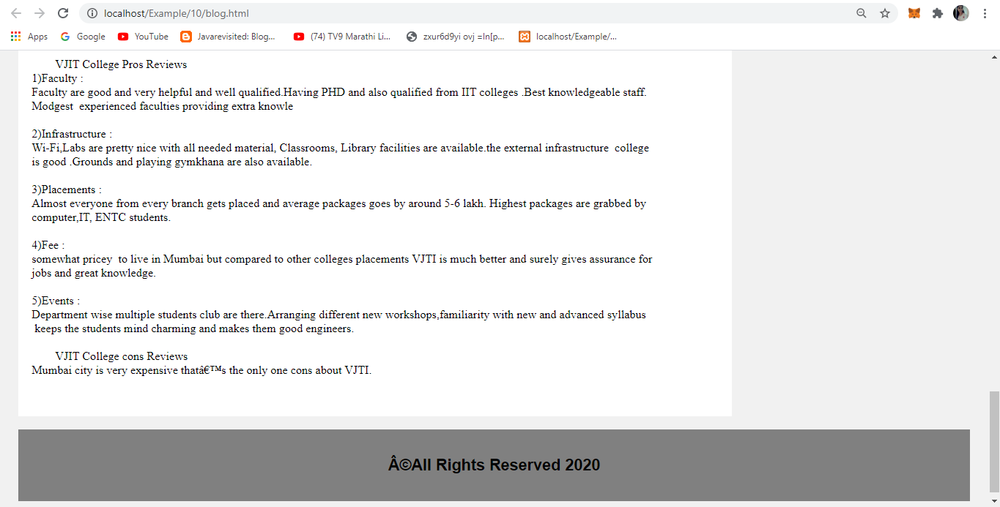 localhost/Example/10/blog.html
Apps Google YouTube Javarevisited: Blog... (74) TV9 Marathi Li... zxur6d9yi ovj =ln[p... localhost/Example/...
VJIT College Pros Reviews
1)Faculty :
Faculty are good and very helpful and well qualified.Having PHD and also qualified from IIT colleges .Best knowledgeable staff.
Modgest  experienced faculties providing extra knowle
2)Infrastructure :
Wi-Fi,Labs are pretty nice with all needed material, Classrooms, Library facilities are available.the external infrastructure  college
is good .Grounds and playing gymkhana are also available.
3)Placements :
Almost everyone from every branch gets placed and average packages goes by around 5-6 lakh. Highest packages are grabbed by
computer,IT, ENTC students.
4)Fee :
somewhat pricey  to live in Mumbai but compared to other colleges placements VJTI is much better and surely gives assurance for
jobs and great knowledge.
5)Events :
Department wise multiple students club are there.Arranging different new workshops,familiarity with new and advanced syllabus
keeps the students mind charming and makes them good engineers.
VJIT College cons Reviews
Mumbai city is very expensive thatâ€™s the only one cons about VJTI.
Â©All Rights Reserved 2020